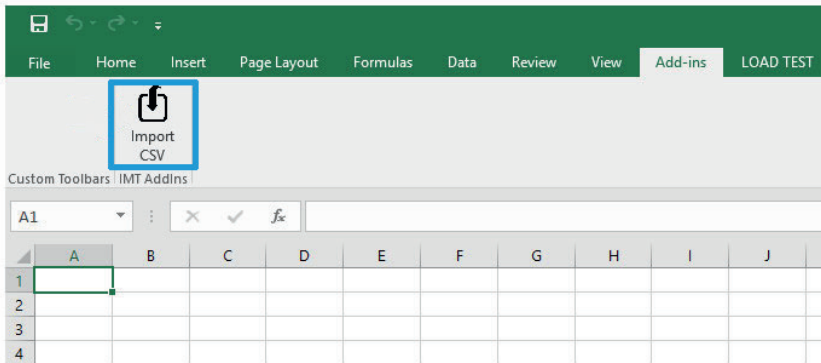 File Home Insert Page Layout Formulas Data Review View Add-ins LOAD TEST
Import
CSV
Custom Toolbars IMT AddIns
A1 fx
A B C D E F G H I J
1
2
3
4